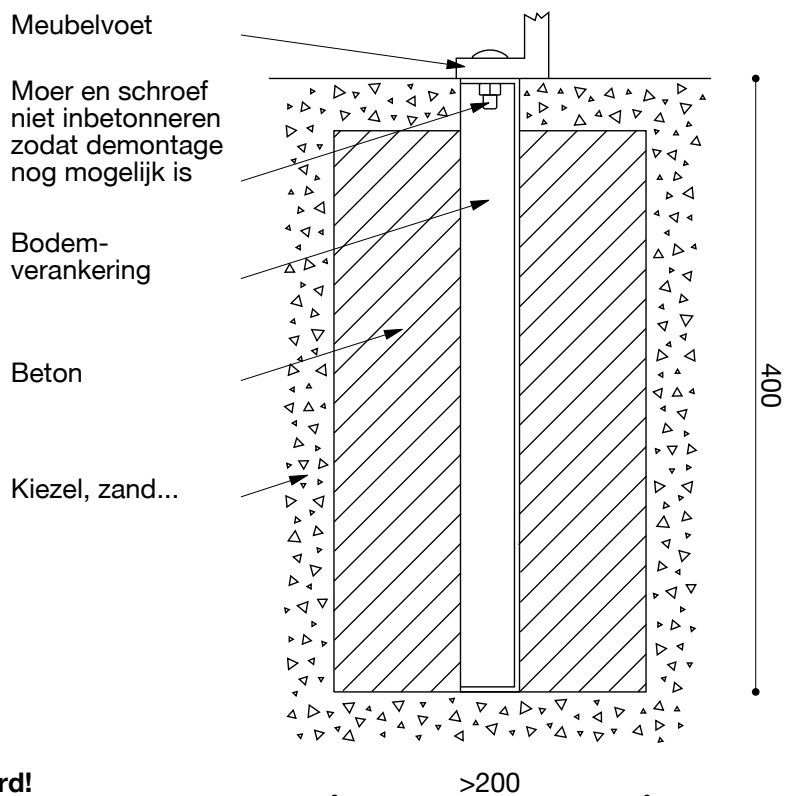 Meubelvoet
Moer en schroef
niet inbetonneren
zodat demontage
nog mogelijk is
Bodem-
verankering
Beton
400
Kiezel, zand...
rd!
>200